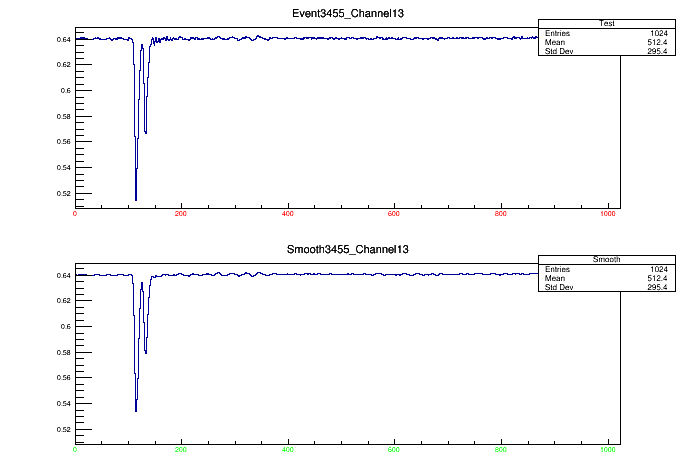 Event3455_Channel13
Test
Entries 1024
Mean 512.4
Std Dev 295.4
0.64
0.62
0.6
0.58
0.56
0.54
0.52
0 200 400 600 800 1000
Smooth3455_Channel13
Smooth
Entries 1024
Mean 512.4
Std Dev 295.4
0.64
0.62
0.6
0.58
0.56
0.54
0.52
0 200 400 600 800 1000